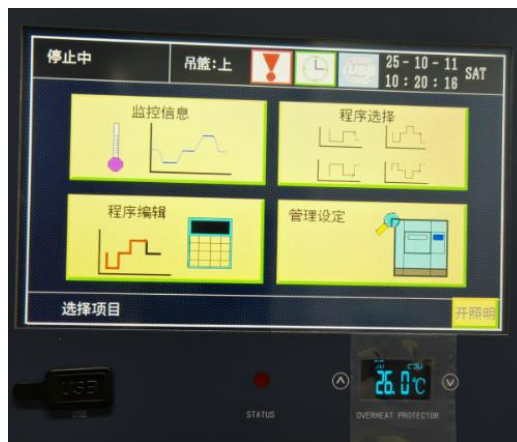 停止中
吊篮:上
25-10-11
10:20:16
SAT
监控信息
程序选择
程序编辑
管理设定
选择项目
开照明
USB
USB
STATUS
26.0℃
OVERHEAT PROTECTOR